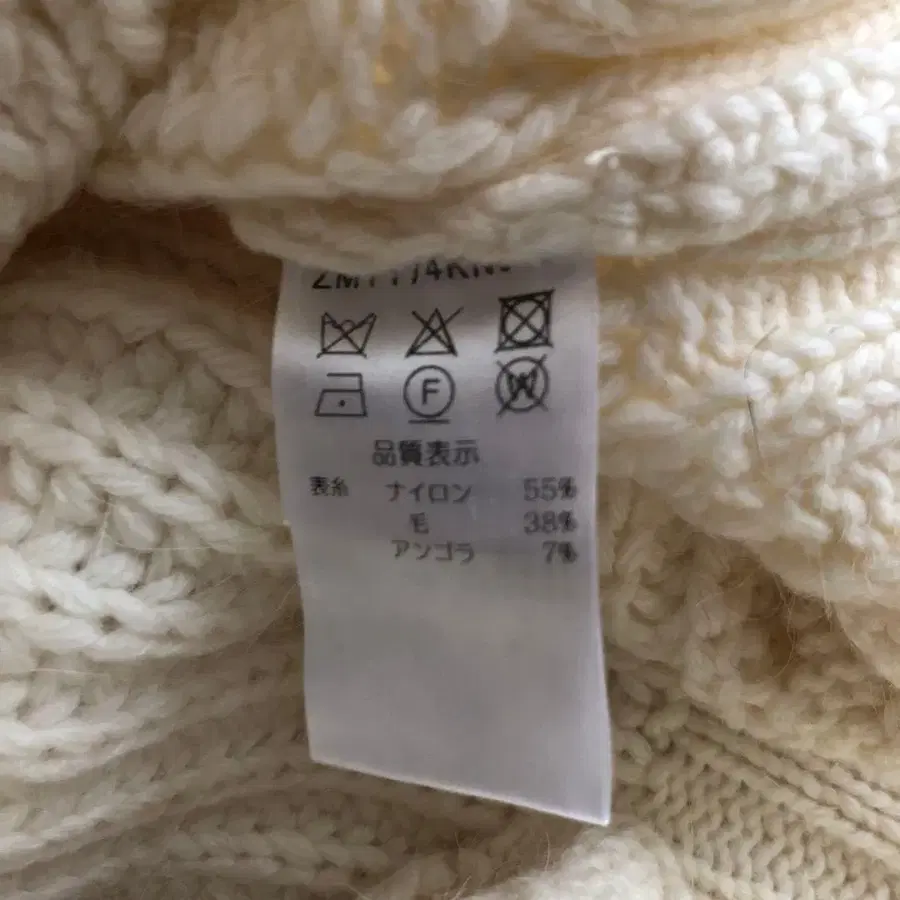 F
W
品質表示
表糸 ナイロン 55%
毛 38%
アンゴラ 7%